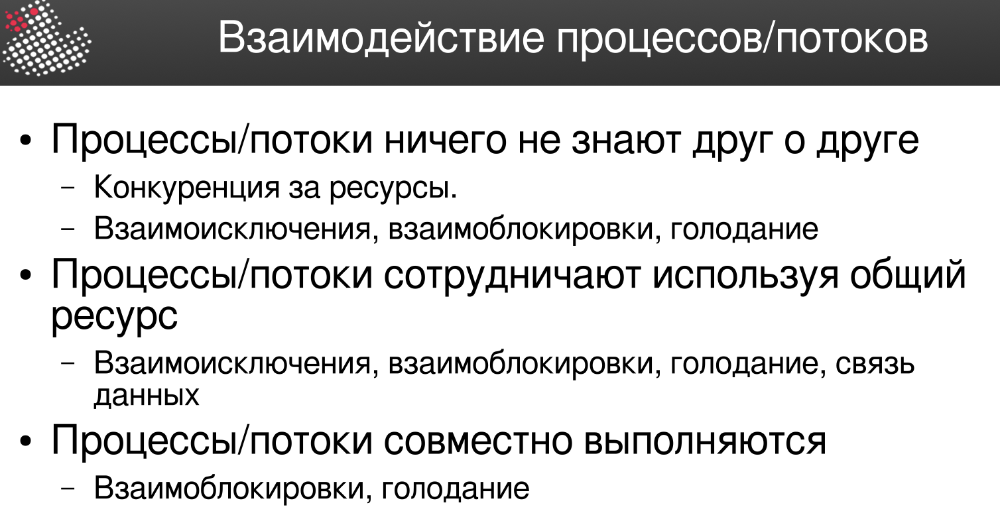 Взаимодействие процессов/потоков
• Процессы/потоки ничего не знают друг о друге
– Конкуренция за ресурсы.
– Взаимоисключения, взаимоблокировки, голодание
• Процессы/потоки сотрудничают используя общий
ресурс
– Взаимоисключения, взаимоблокировки, голодание, связь
данных
• Процессы/потоки совместно выполняются
– Взаимоблокировки, голодание